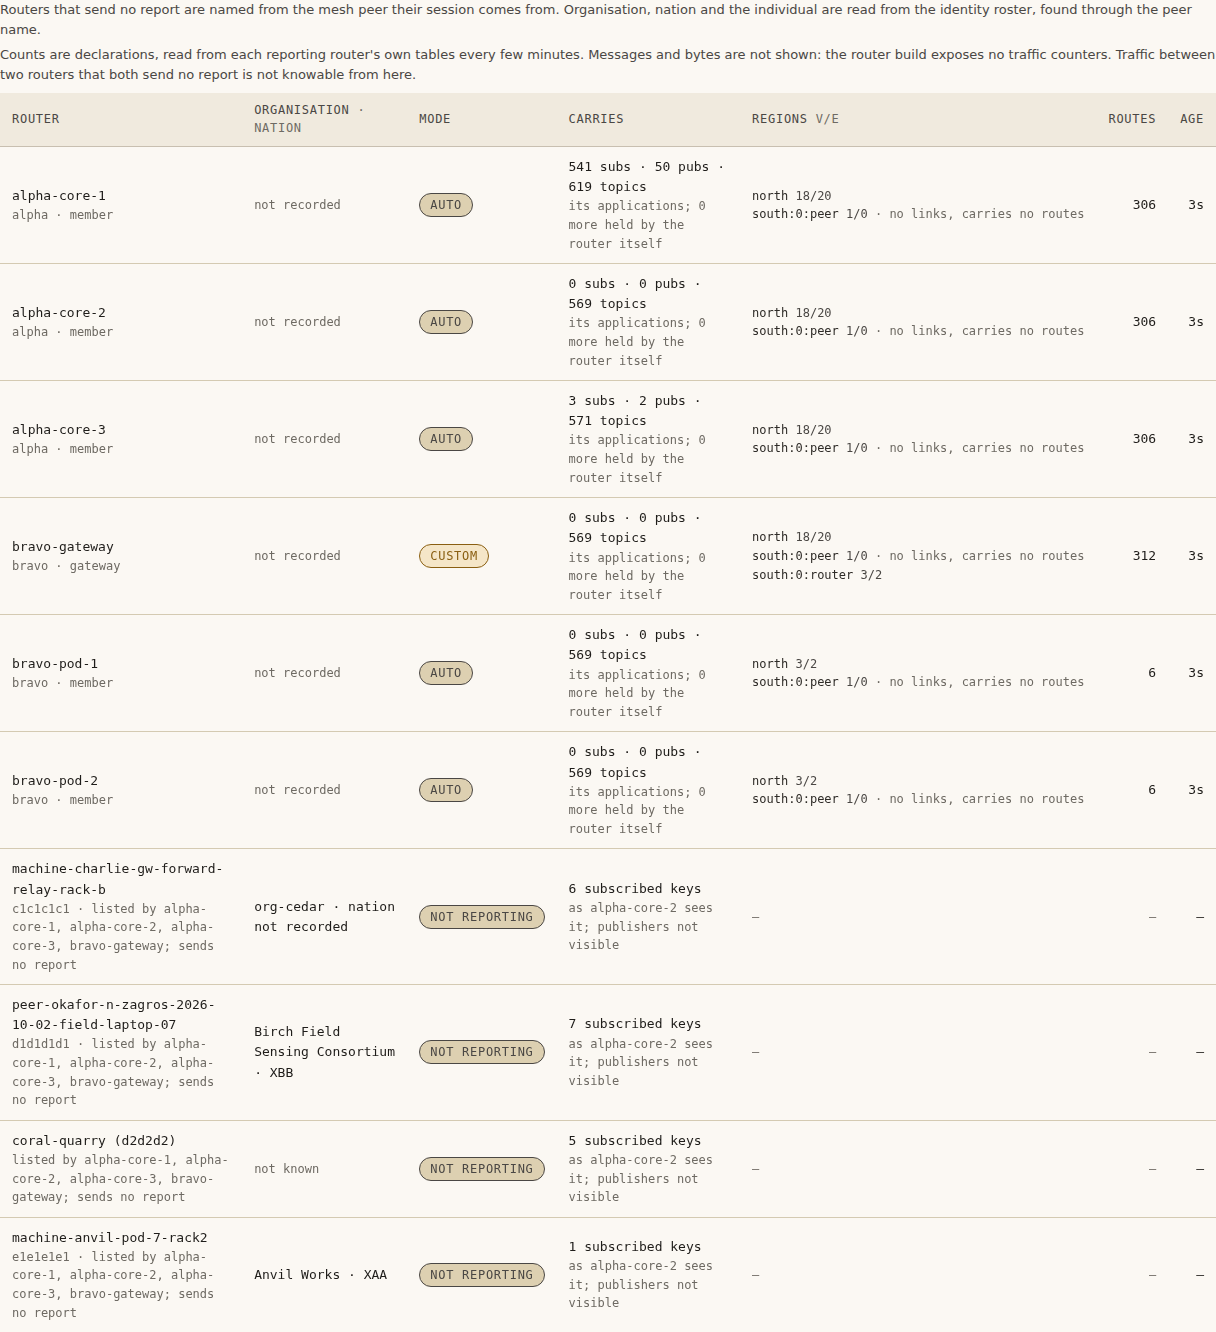 Routers that send no report are named from the mesh peer their session comes from. Organisation, nation and the individual are read from the identity roster, found through the peer
name.
Counts are declarations, read from each reporting router's own tables every few minutes. Messages and bytes are not shown: the router build exposes no traffic counters. Traffic between
two routers that both send no report is not knowable from here.
ROUTER
ORGANISATION ·
NATION
MODE
CARRIES
REGIONS V/E
ROUTES
AGE
alpha-core-1
alpha · member
not recorded
AUTO
541 subs · 50 pubs ·
619 topics
its applications; 0
more held by the
router itself
north 18/20
south:0:peer 1/0 · no links, carries no routes
306
3s
alpha-core-2
alpha · member
not recorded
AUTO
0 subs · 0 pubs ·
569 topics
its applications; 0
more held by the
router itself
north 18/20
south:0:peer 1/0 · no links, carries no routes
306
3s
alpha-core-3
alpha · member
not recorded
AUTO
3 subs · 2 pubs ·
571 topics
its applications; 0
more held by the
router itself
north 18/20
south:0:peer 1/0 · no links, carries no routes
306
3s
bravo-gateway
bravo · gateway
not recorded
CUSTOM
0 subs · 0 pubs ·
569 topics
its applications; 0
more held by the
router itself
north 18/20
south:0:peer 1/0 · no links, carries no routes
south:0:router 3/2
312
3s
bravo-pod-1
bravo · member
not recorded
AUTO
0 subs · 0 pubs ·
569 topics
its applications; 0
more held by the
router itself
north 3/2
south:0:peer 1/0 · no links, carries no routes
6
3s
bravo-pod-2
bravo · member
not recorded
AUTO
0 subs · 0 pubs ·
569 topics
its applications; 0
more held by the
router itself
north 3/2
south:0:peer 1/0 · no links, carries no routes
6
3s
machine-charlie-gw-forward-
relay-rack-b
c1c1c1c1 · listed by alpha-
core-1, alpha-core-2, alpha-
core-3, bravo-gateway; sends
no report
org-cedar · nation
not recorded
NOT REPORTING
6 subscribed keys
as alpha-core-2 sees
it; publishers not
visible
—
—
—
peer-okafor-n-zagros-2026-
10-02-field-laptop-07
d1d1d1d1 · listed by alpha-
core-1, alpha-core-2, alpha-
core-3, bravo-gateway; sends
no report
Birch Field
Sensing Consortium
· XBB
NOT REPORTING
7 subscribed keys
as alpha-core-2 sees
it; publishers not
visible
—
—
—
coral-quarry (d2d2d2)
listed by alpha-core-1, alpha-
core-2, alpha-core-3, bravo-
gateway; sends no report
not known
NOT REPORTING
5 subscribed keys
as alpha-core-2 sees
it; publishers not
visible
—
—
—
machine-anvil-pod-7-rack2
e1e1e1e1 · listed by alpha-
core-1, alpha-core-2, alpha-
core-3, bravo-gateway; sends
no report
Anvil Works · XAA
NOT REPORTING
1 subscribed keys
as alpha-core-2 sees
it; publishers not
visible
—
—
—